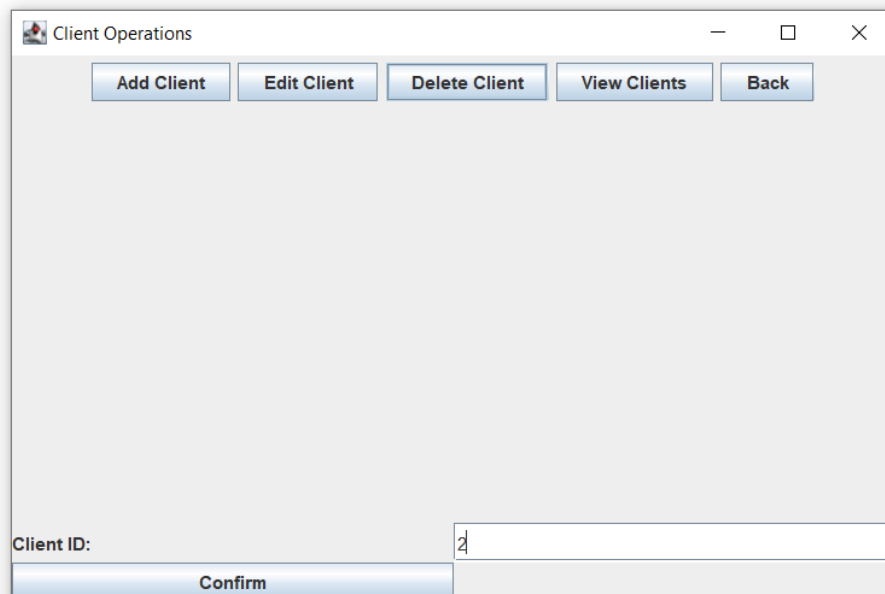 Client Operations
Add Client Edit Client Delete Client View Clients Back
Client ID: 2
Confirm